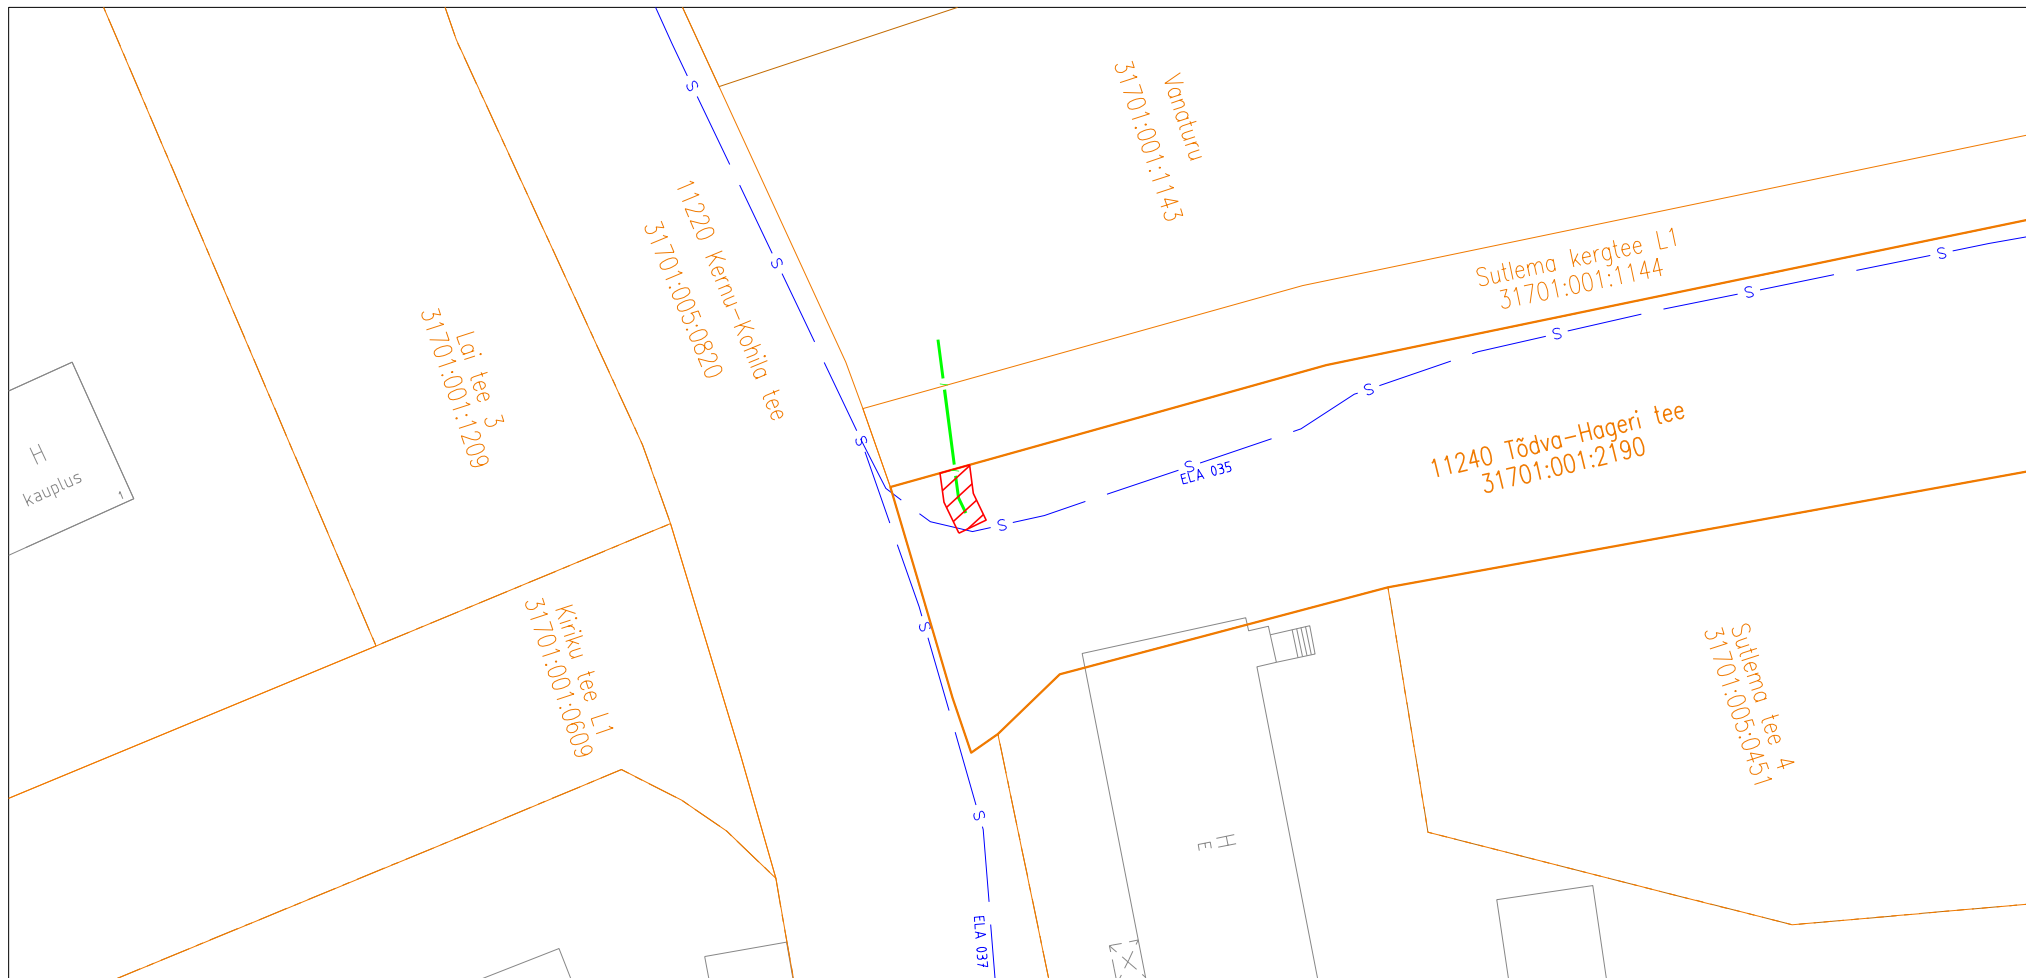 Vanaturu
31701:001:1143
11220 Kernu-Kohila tee
31701:005:0820
Sutlema kergtee L1
31701:001:1144
Lai tee 3
31701:001:1209
H
kauplus
1
11240 Tõdva-Hageri tee
31701:001:2190
S
S
S
S
S
S
S
S
S
S
S
ELA 035
Kiriku tee L1
31701:001:0609
Sutlema tee 4
31701:005:0451
H
E
ELA 037